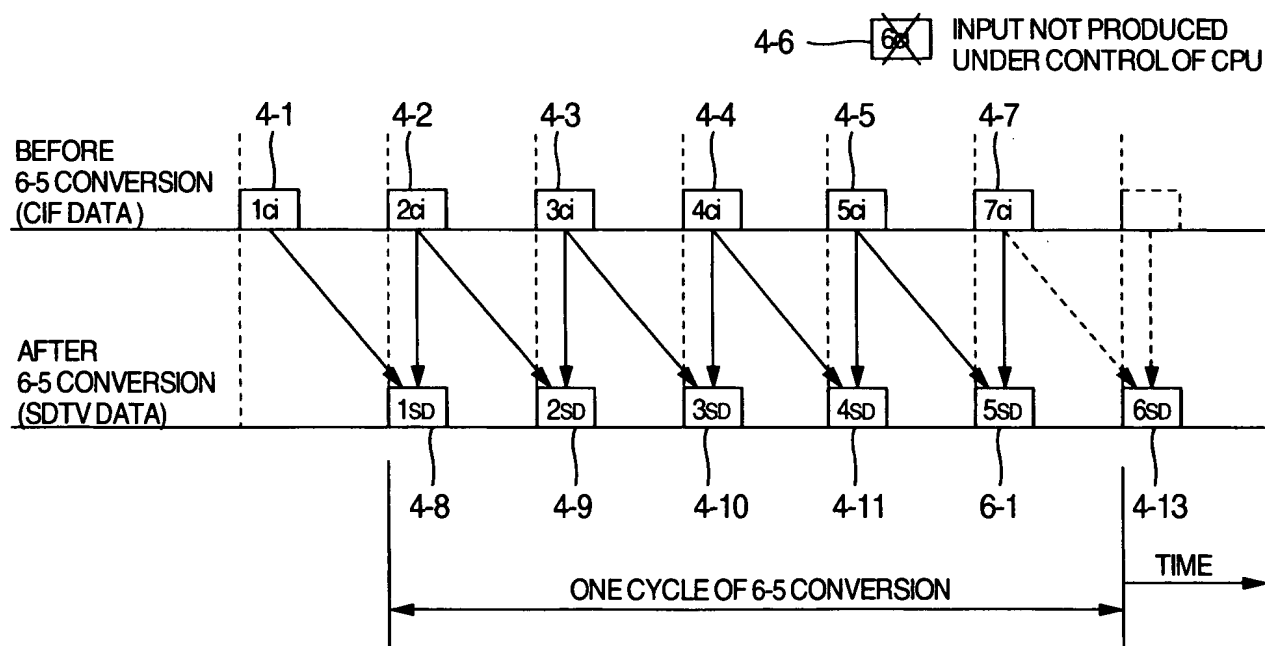 4-6
6ci
INPUT NOT PRODUCED
UNDER CONTROL OF CPU
4-1 4-2 4-3 4-4 4-5 4-7
BEFORE
6-5 CONVERSION
(CIF DATA)
1ci 2ci 3ci 4ci 5ci 7ci
AFTER
6-5 CONVERSION
(SDTV DATA)
1SD 2SD 3SD 4SD 5SD 6SD
4-8 4-9 4-10 4-11 6-1 4-13
TIME
ONE CYCLE OF 6-5 CONVERSION